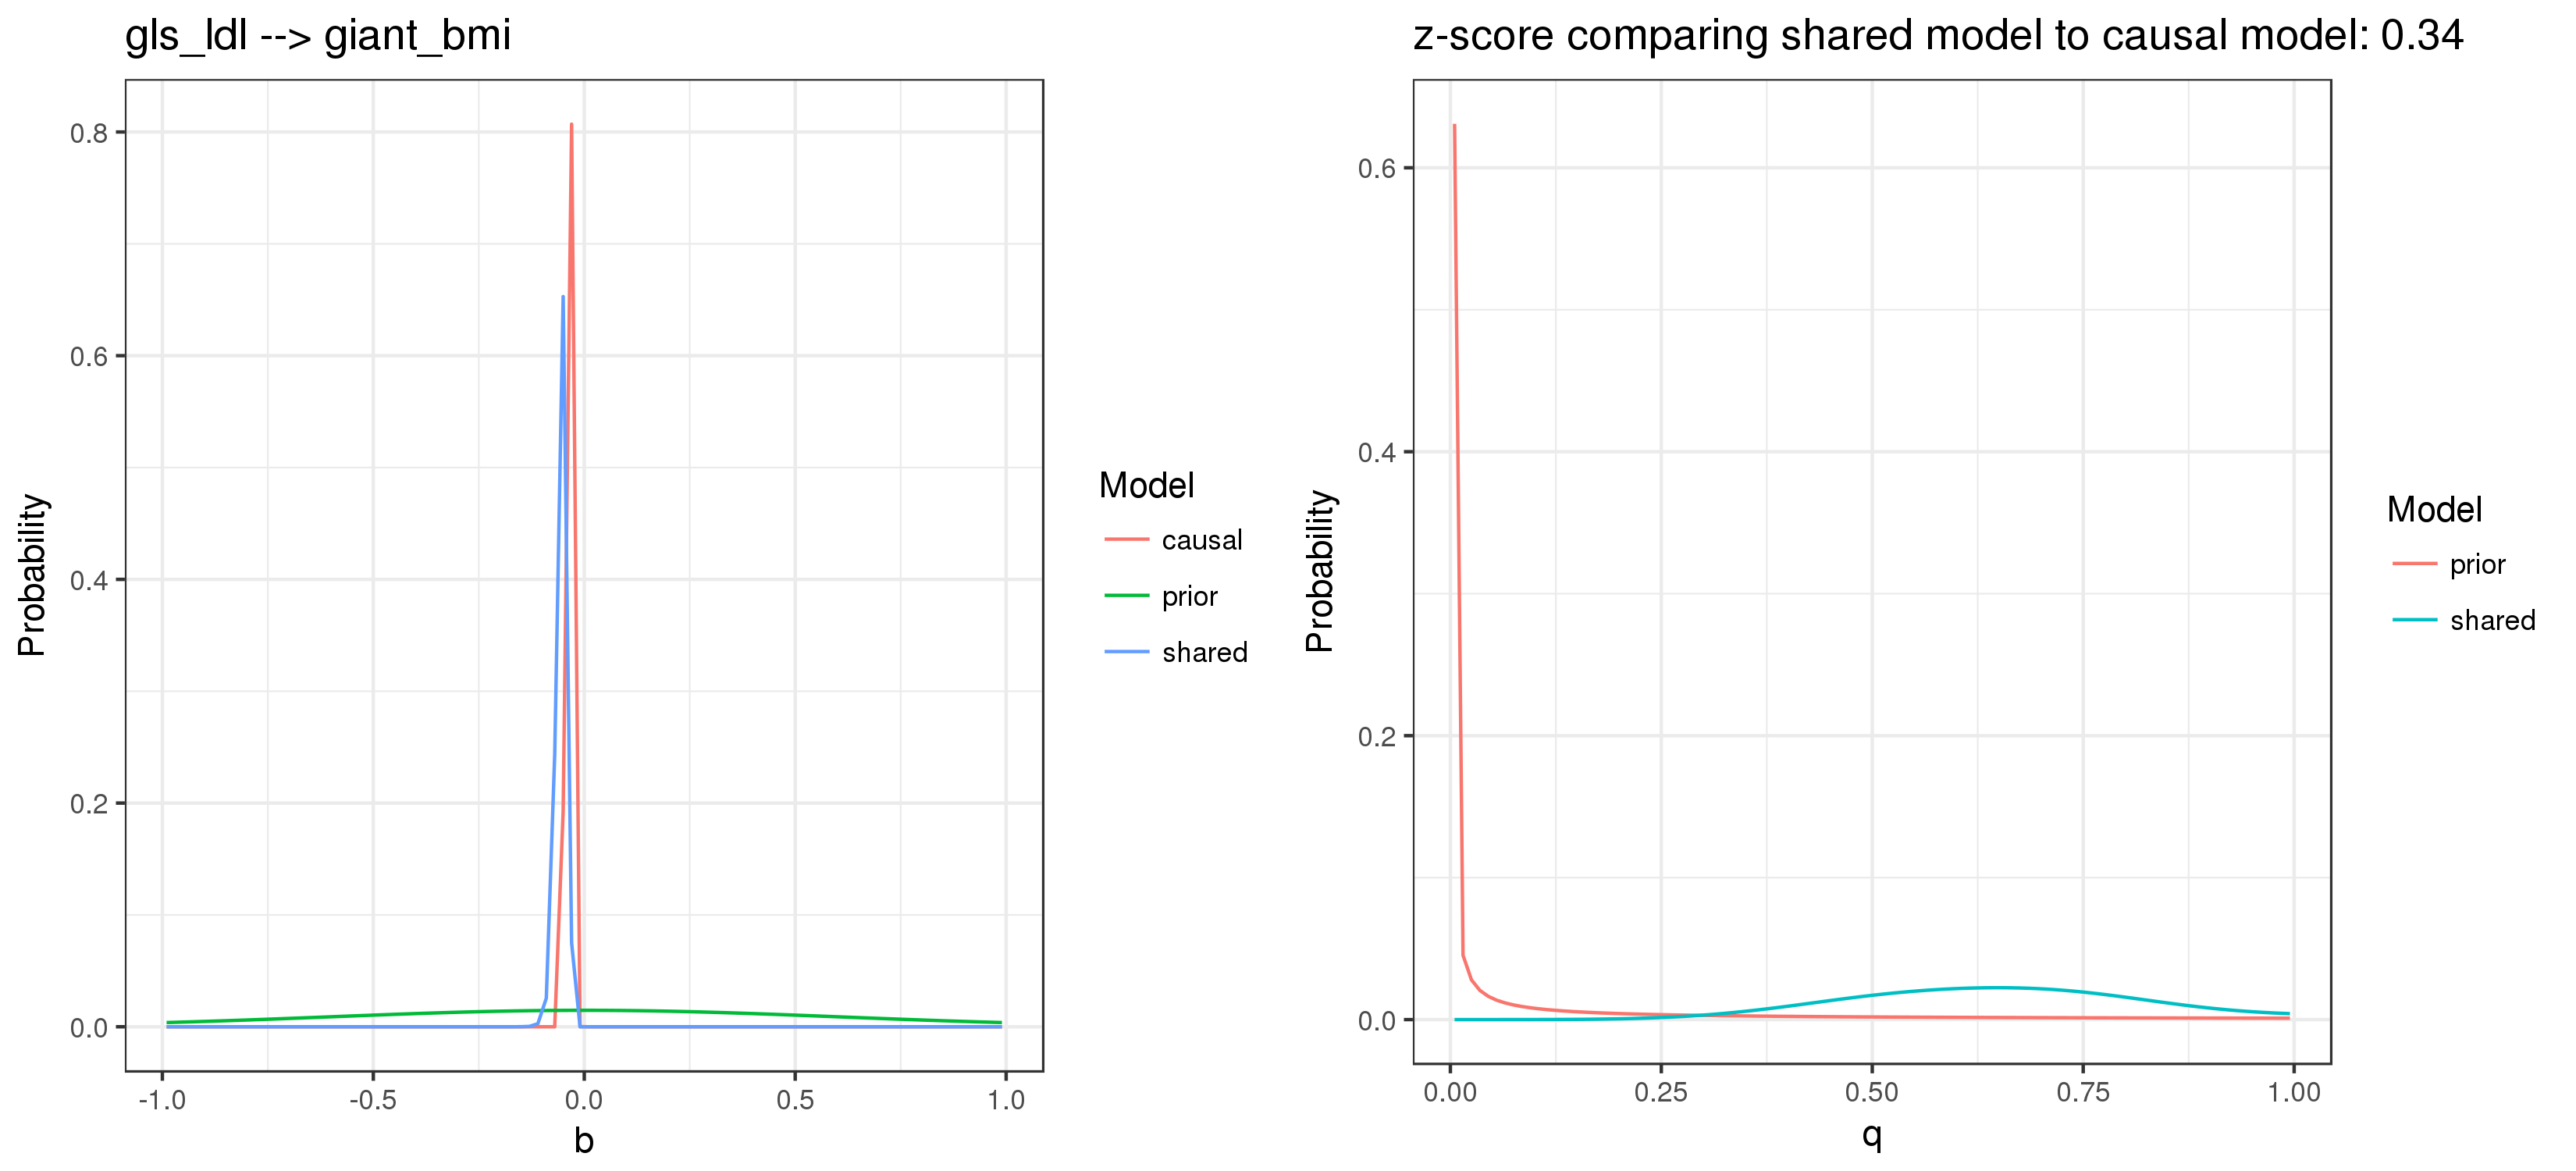 gls_ldl --> giant_bmi
0.8
0.6
0.4
0.2
0.0
Probability
-1.0 -0.5 0.0 0.5 1.0
b
Model
causal
prior
shared
z-score comparing shared model to causal model: 0.34
0.6
0.4
0.2
0.0
Probability
0.00 0.25 0.50 0.75 1.00
q
Model
prior
shared